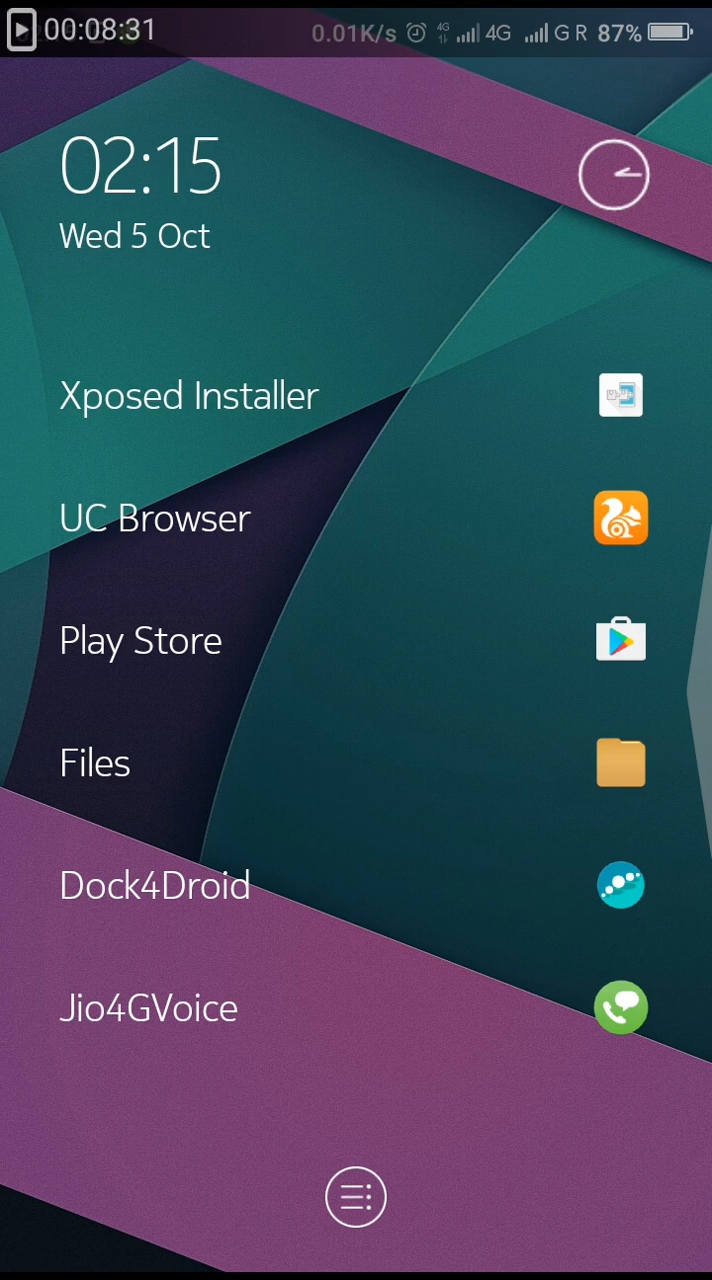 00:08:31 0.01K/s 4G 4G G R 87%
02:15
Wed 5 Oct
Xposed Installer
UC Browser
Play Store
Files
Dock4Droid
Jio4GVoice